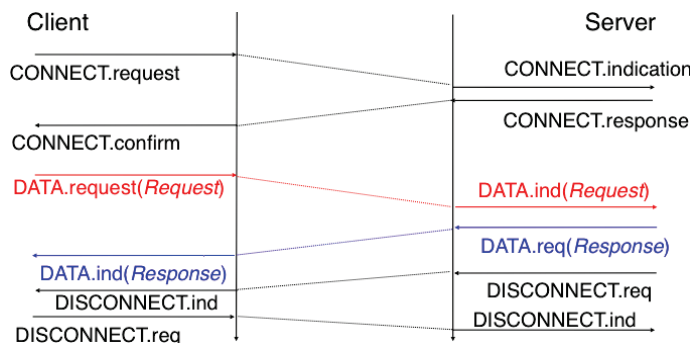 Client
Server
CONNECT.request
CONNECT.indication
CONNECT.response
CONNECT.confirm
DATA.request(Request)
DATA.ind(Request)
DATA.req(Response)
DATA.ind(Response)
DISCONNECT.req
DISCONNECT.ind
DISCONNECT.ind
DISCONNECT.req